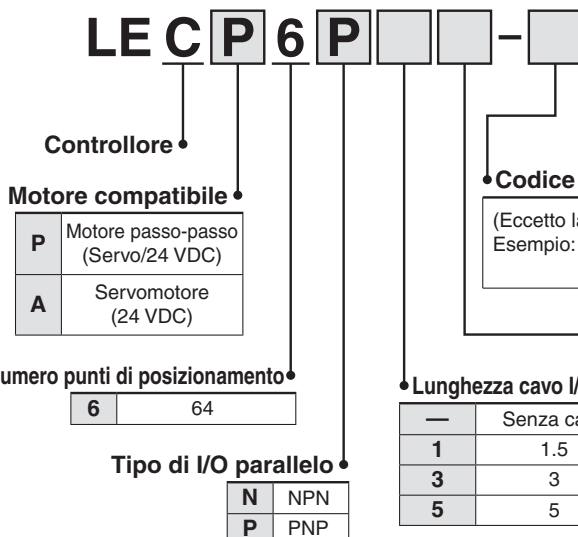 LE C P 6 P –
Controllore
Motore compatibile
P Motore passo-passo
(Servo/24 VDC)
A Servomotore
(24 VDC)
umero punti di posizionamento
6 64
Tipo di I/O parallelo
N NPN
P PNP
Codice
(Eccetto
Esempio:
Lunghezza cavo
— Senza
1 1.5
3 3
5 5